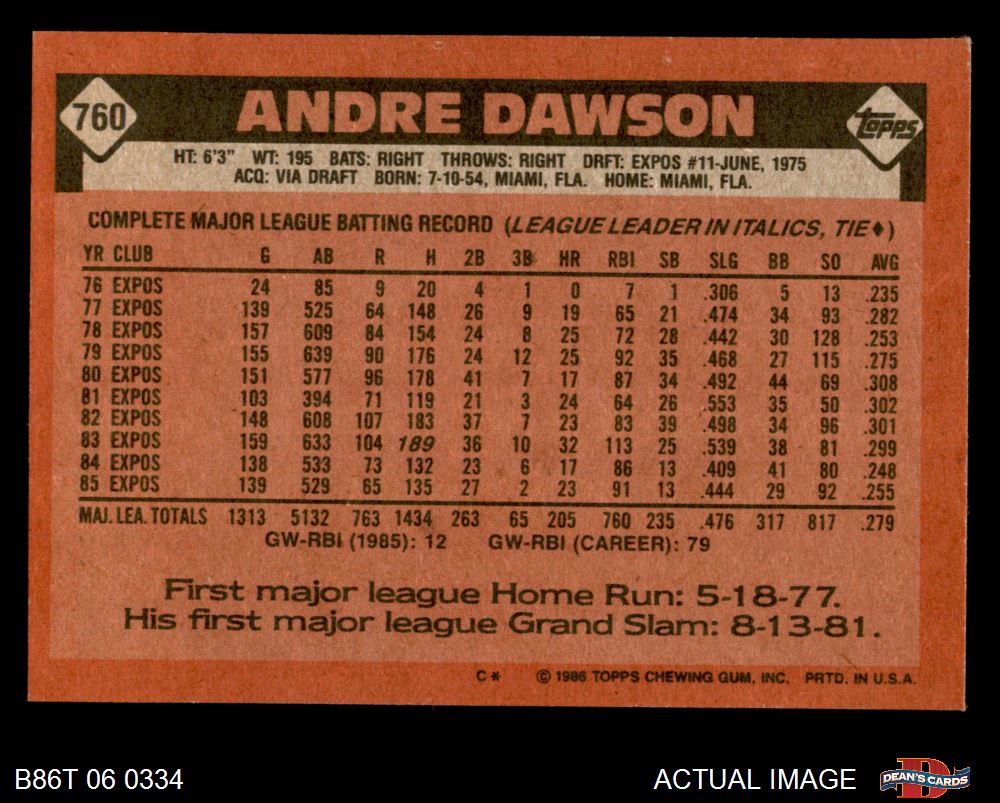 760
ANDRE DAWSON
topps
HT: 6'3" WT: 195 BATS: RIGHT THROWS: RIGHT DRFT: EXPOS #11-JUNE, 1975
ACQ: VIA DRAFT BORN: 7-10-54, MIAMI, FLA. HOME: MIAMI, FLA.
COMPLETE MAJOR LEAGUE BATTING RECORD (LEAGUE LEADER IN ITALICS, TIE♦)
YR CLUB G AB R H 2B 3B HR RBI SB SLG BB SO AVG
76 EXPOS 24 85 9 20 4 1 0 7 1 .306 5 13 .235
77 EXPOS 139 525 64 148 26 9 19 65 21 .474 34 93 .282
78 EXPOS 157 609 84 154 24 8 25 72 28 .442 30 128 .253
79 EXPOS 155 639 90 176 24 12 25 92 35 .468 27 115 .275
80 EXPOS 151 577 96 178 41 7 17 87 34 .492 44 69 .308
81 EXPOS 103 394 71 119 21 3 24 64 26 .553 35 50 .302
82 EXPOS 148 608 107 183 37 7 23 83 39 .498 34 96 .301
83 EXPOS 159 633 104 189 36 10 32 113 25 .539 38 81 .299
84 EXPOS 138 533 73 132 23 6 17 86 13 .409 41 80 .248
85 EXPOS 139 529 65 135 27 2 23 91 13 .444 29 92 .255
MAJ. LEA. TOTALS 1313 5132 763 1434 263 65 205 760 235 .476 317 817 .279
GW-RBI (1985): 12 GW-RBI (CAREER): 79
First major league Home Run: 5-18-77.
His first major league Grand Slam: 8-13-81.
C* © 1986 TOPPS CHEWING GUM, INC. PRTD. IN U.S.A.
B86T 06 0334
ACTUAL IMAGE
D
DEAN'S CARDS